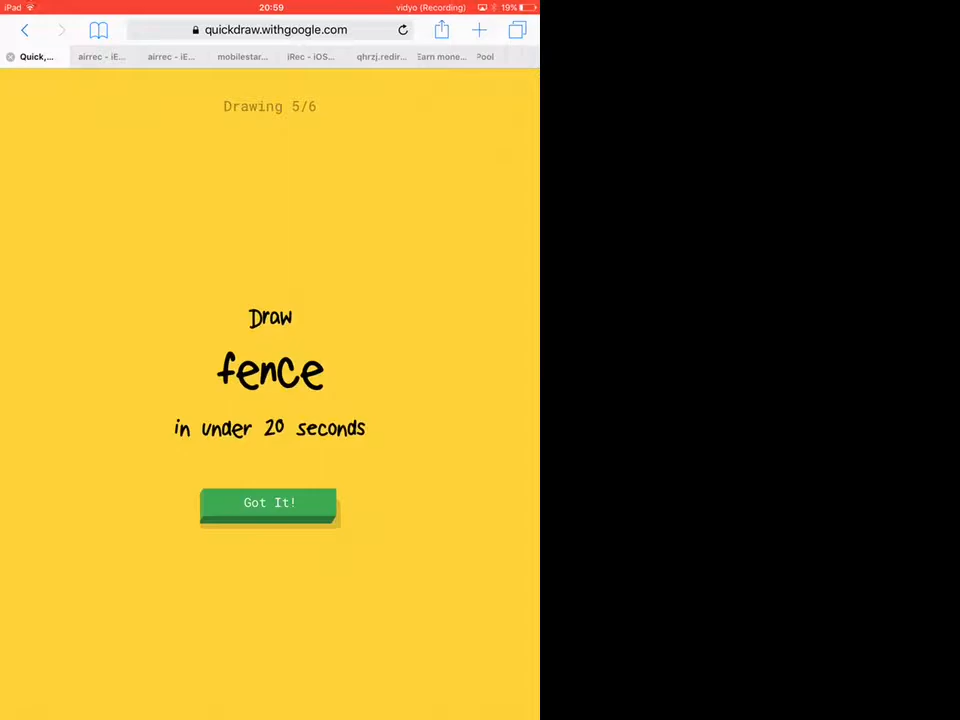 iPad 20:59 vidyo (Recording) 19%
quickdraw.withgoogle.com
Quick,... airrec - iE... airrec - iE... mobilestar... iRec - iOS... qhrzj.redir... Earn mone... Pool
Drawing 5/6
Draw
fence
in under 20 seconds
Got It!